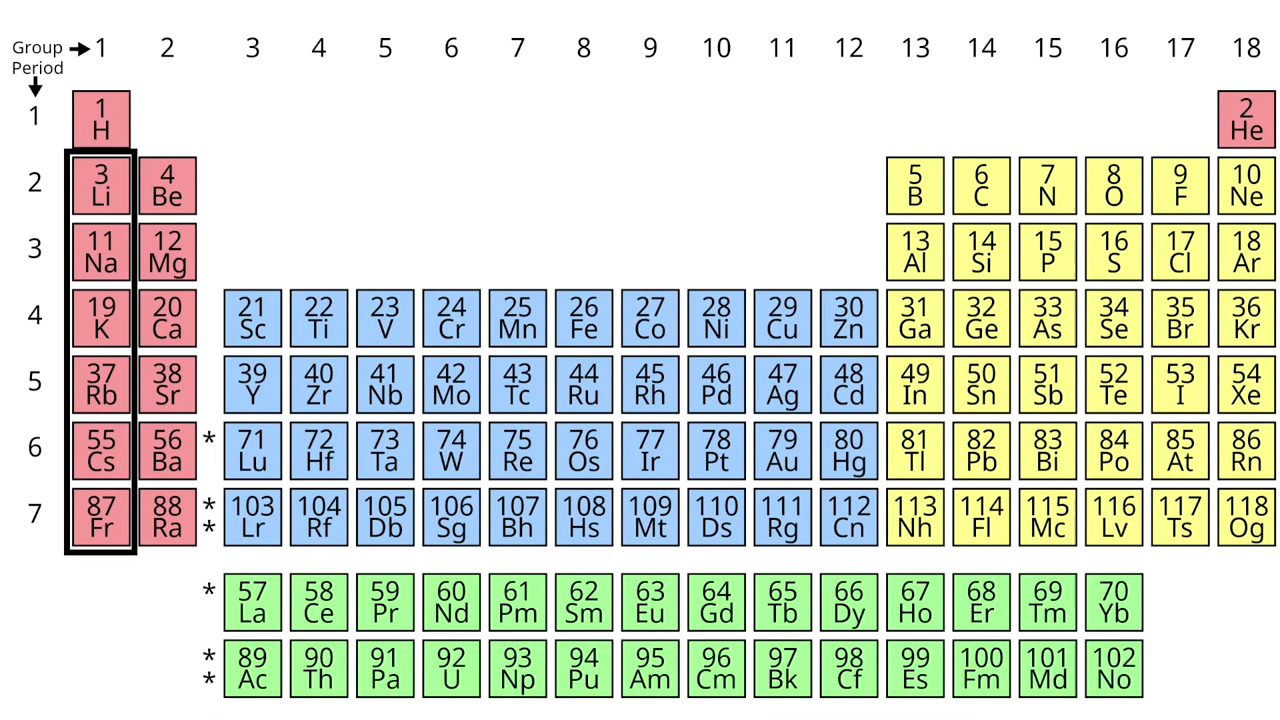 Group 1 2 3 4 5 6 7 8 9 10 11 12 13 14 15 16 17 18
Period
1 1 2
H He
2 3 4 5 6 7 8 9 10
Li Be B C N O F Ne
3 11 12 13 14 15 16 17 18
Na Mg Al Si P S Cl Ar
4 19 20 21 22 23 24 25 26 27 28 29 30 31 32 33 34 35 36
K Ca Sc Ti V Cr Mn Fe Co Ni Cu Zn Ga Ge As Se Br Kr
5 37 38 39 40 41 42 43 44 45 46 47 48 49 50 51 52 53 54
Rb Sr Y Zr Nb Mo Tc Ru Rh Pd Ag Cd In Sn Sb Te I Xe
6 55 56 * 71 72 73 74 75 76 77 78 79 80 81 82 83 84 85 86
Cs Ba Lu Hf Ta W Re Os Ir Pt Au Hg Tl Pb Bi Po At Rn
7 87 88 * 103 104 105 106 107 108 109 110 111 112 113 114 115 116 117 118
Fr Ra * Lr Rf Db Sg Bh Hs Mt Ds Rg Cn Nh Fl Mc Lv Ts Og
* 57 58 59 60 61 62 63 64 65 66 67 68 69 70
La Ce Pr Nd Pm Sm Eu Gd Tb Dy Ho Er Tm Yb
* 89 90 91 92 93 94 95 96 97 98 99 100 101 102
* Ac Th Pa U Np Pu Am Cm Bk Cf Es Fm Md No